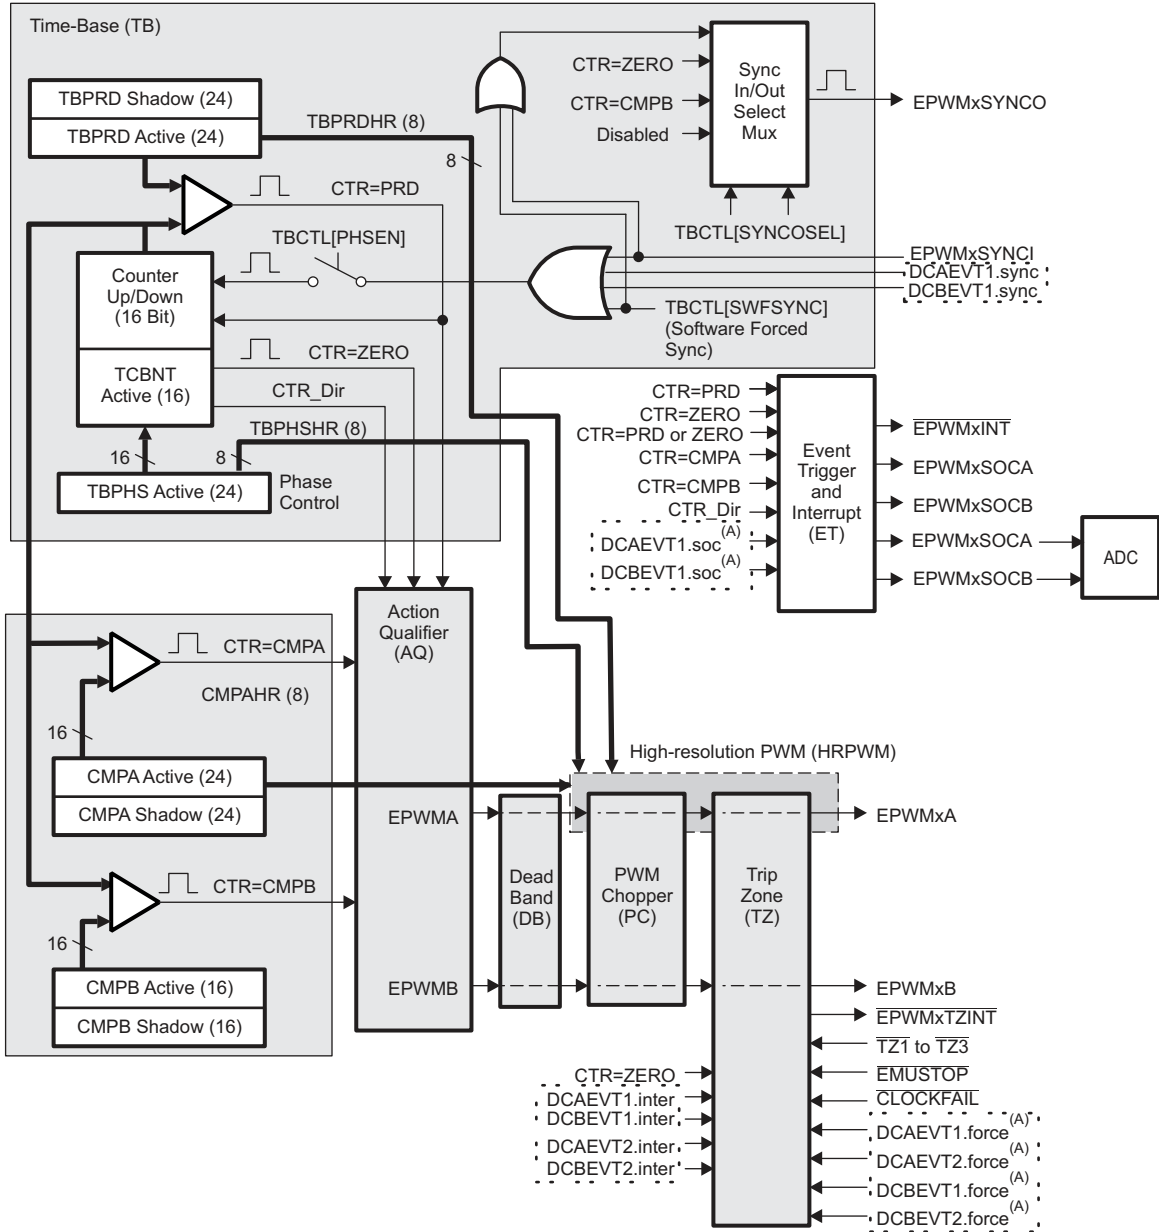 Time-Base (TB)
TBPRD Shadow (24)
TBPRD Active (24)
TBPRDHR (8)
8
CTR=PRD
TBCTL[PHSEN]
Counter
Up/Down
(16 Bit)
TCBNT
Active (16)
CTR=ZERO
CTR_Dir
TBPHSHR (8)
16
8
TBPHS Active (24)
Phase
Control
CTR=ZERO
CTR=CMPB
Disabled
Sync
In/Out
Select
Mux
EPWMxSYNCO
TBCTL[SYNCOSEL]
EPWMxSYNCI
DCAEVT1.sync
DCBEVT1.sync
TBCTL[SWFSYNC]
(Software Forced
Sync)
CTR=PRD
CTR=ZERO
CTR=PRD or ZERO
CTR=CMPA
CTR=CMPB
CTR_Dir
DCAEVT1.soc(A)
DCBEVT1.soc(A)
Event
Trigger
and
Interrupt
(ET)
EPWMxINT
EPWMxSOCA
EPWMxSOCB
EPWMxSOCA
EPWMxSOCB
ADC
Action
Qualifier
(AQ)
CTR=CMPA
CMPAHR (8)
16
CMPA Active (24)
CMPA Shadow (24)
CTR=CMPB
16
CMPB Active (16)
CMPB Shadow (16)
EPWMA
EPWMB
High-resolution PWM (HRPWM)
Dead
Band
(DB)
PWM
Chopper
(PC)
Trip
Zone
(TZ)
EPWMxA
EPWMxB
EPWMxTZINT
TZ1 to TZ3
EMUSTOP
CLOCKFAIL
DCAEVT1.force(A)
DCAEVT2.force(A)
DCBEVT1.force(A)
DCBEVT2.force(A)
CTR=ZERO
DCAEVT1.inter
DCBEVT1.inter
DCAEVT2.inter
DCBEVT2.inter